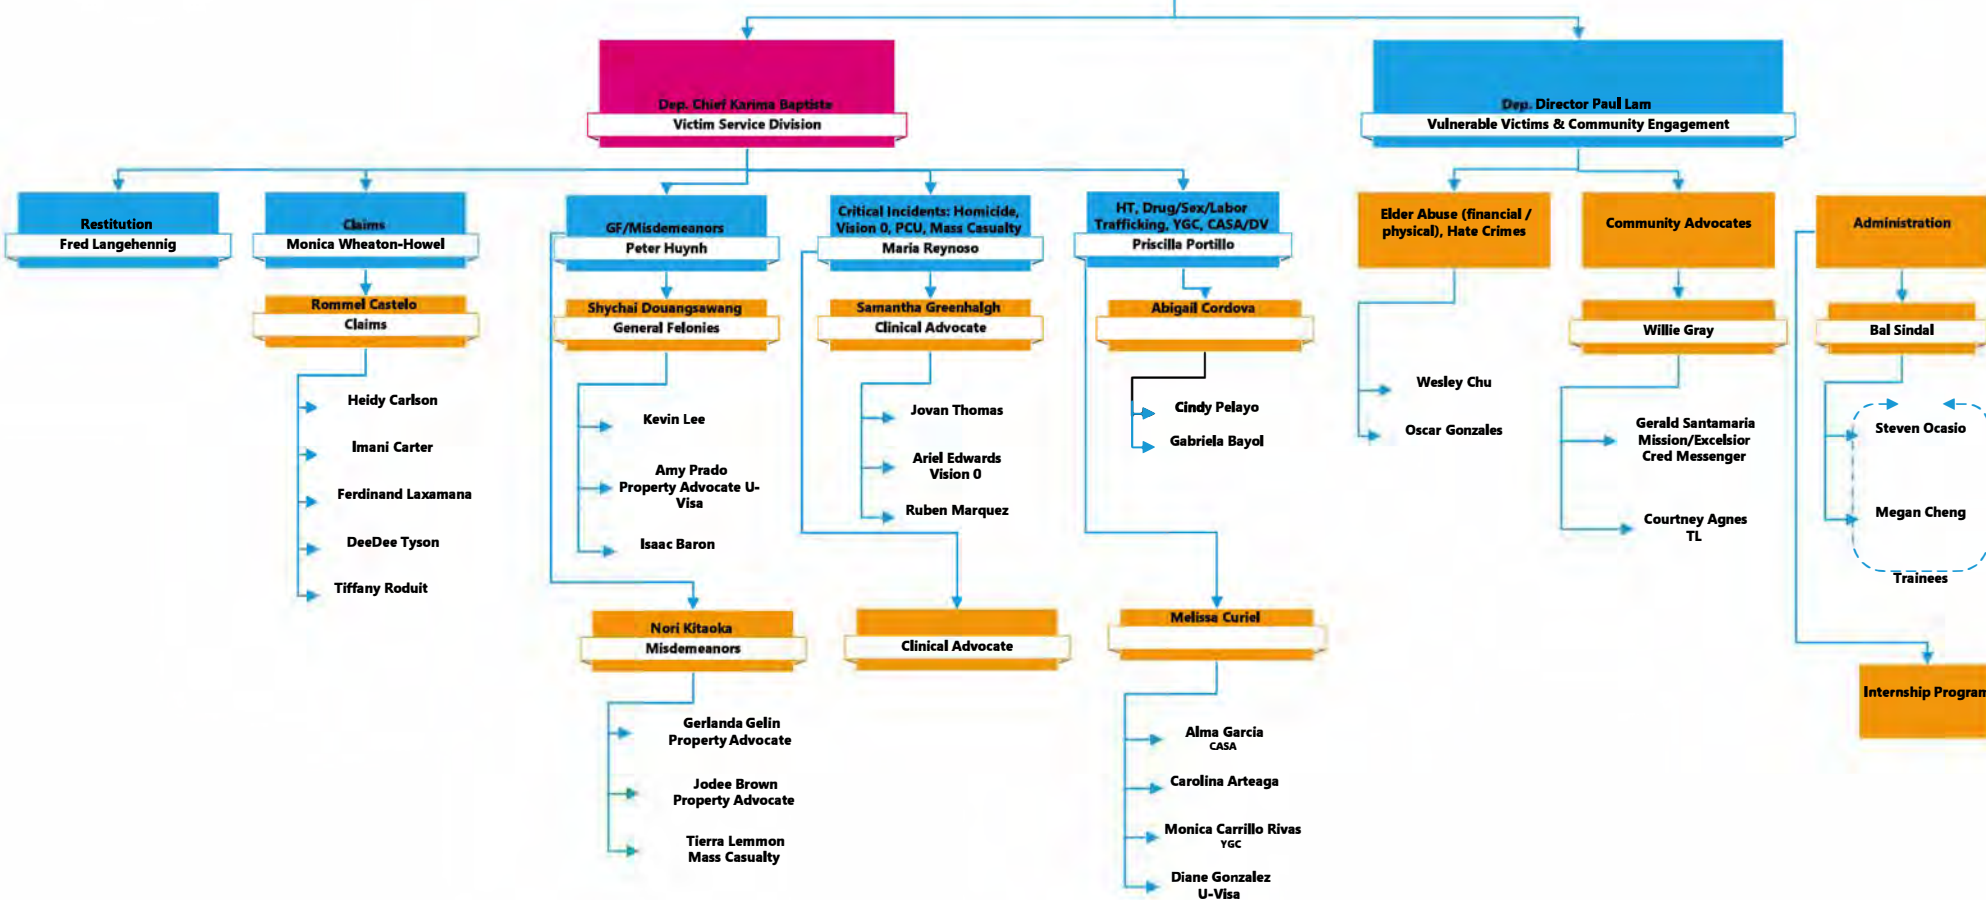 Dep. Chief Karima Baptiste
Victim Service Division
Dep. Director Paul Lam
Vulnerable Victims & Community Engagement
Restitution
Fred Langehennig
Claims
Monica Wheaton-Howel
GF/Misdemeanors
Peter Huynh
Critical Incidents: Homicide,
Vision 0, PCU, Mass Casualty
Maria Reynoso
HT, Drug/Sex/Labor
Trafficking, YGC, CASA/DV
Priscilla Portillo
Elder Abuse (financial /
physical), Hate Crimes
Community Advocates
Administration
Rommel Castelo
Claims
Shychai Douangsawang
General Felonies
Samantha Greenhalgh
Clinical Advocate
Abigail Cordova
Willie Gray
Bal Sindal
Heidy Carlson
Imani Carter
Ferdinand Laxamana
DeeDee Tyson
Tiffany Roduit
Kevin Lee
Amy Prado
Property Advocate U-
Visa
Isaac Baron
Jovan Thomas
Ariel Edwards
Vision 0
Ruben Marquez
Cindy Pelayo
Gabriela Bayol
Wesley Chu
Oscar Gonzales
Gerald Santamaria
Mission/Excelsior
Cred Messenger
Courtney Agnes
TL
Steven Ocasio
Megan Cheng
Trainees
Nori Kitaoka
Misdemeanors
Clinical Advocate
Melissa Curiel
Internship Program
Gerlanda Gelin
Property Advocate
Jodee Brown
Property Advocate
Tierra Lemmon
Mass Casualty
Alma Garcia
CASA
Carolina Arteaga
Monica Carrillo Rivas
YGC
Diane Gonzalez
U-Visa